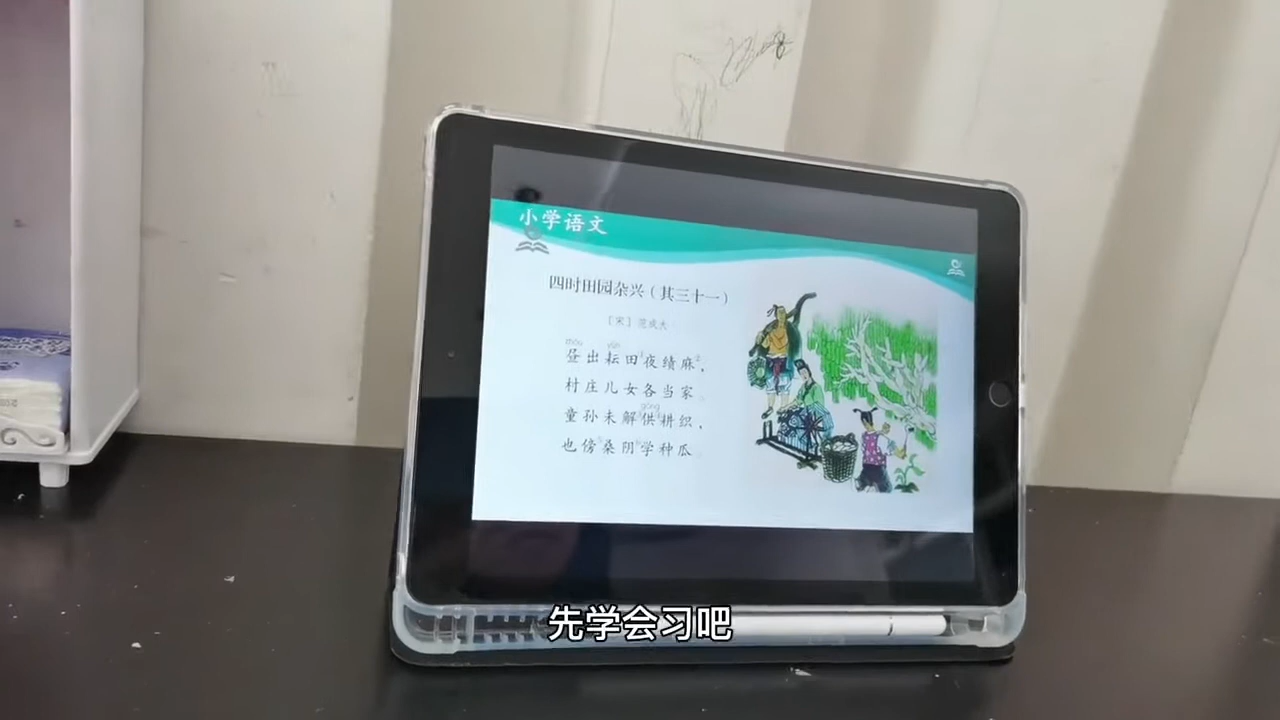 小学语文
四时田园杂兴（其三十一）
［宋］范成大
昼出耘田夜绩麻，
村庄儿女各当家。
童孙未解供耕织，
也傍桑阴学种瓜。
先学会习吧